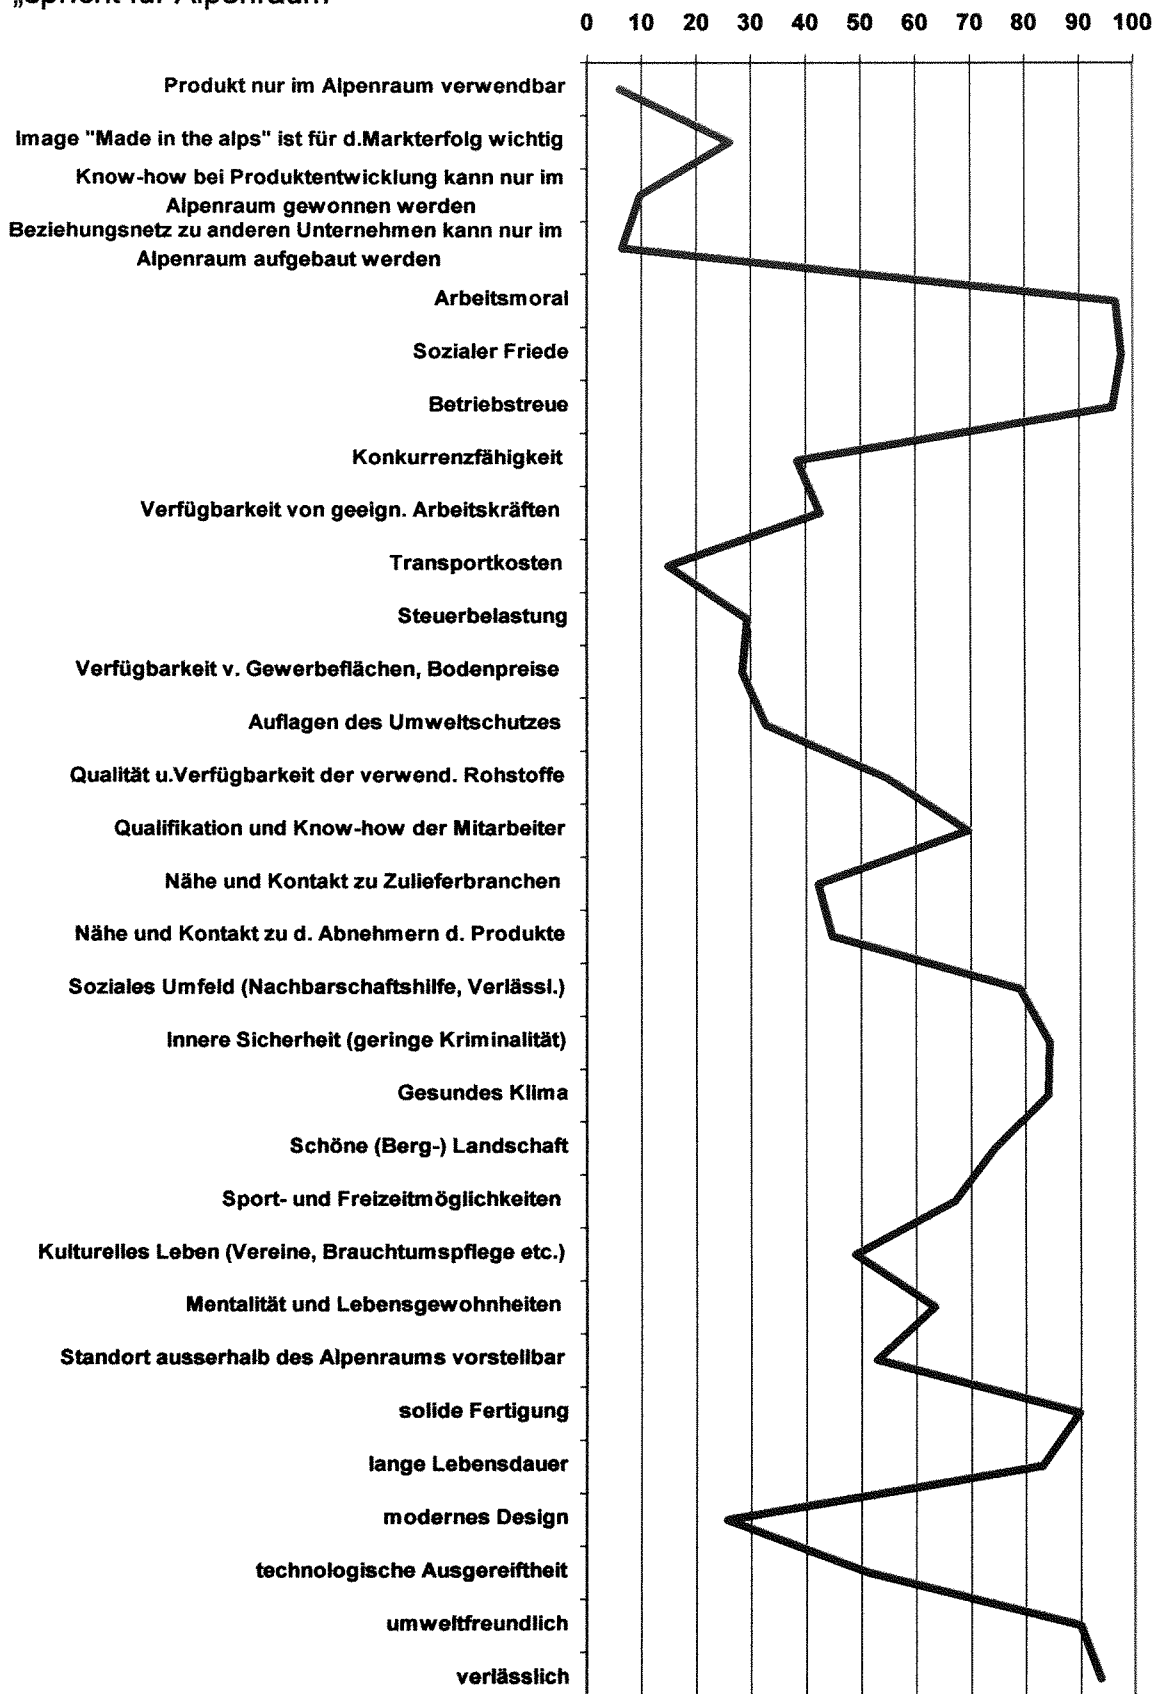 „spricht für Alpenraum“
0 10 20 30 40 50 60 70 80 90 100
Produkt nur im Alpenraum verwendbar
Image "Made in the alps" ist für d.Markterfolg wichtig
Know-how bei Produktentwicklung kann nur im
Alpenraum gewonnen werden
Beziehungsnetz zu anderen Unternehmen kann nur im
Alpenraum aufgebaut werden
Arbeitsmoral
Sozialer Friede
Betriebstreue
Konkurrenzfähigkeit
Verfügbarkeit von geeign. Arbeitskräften
Transportkosten
Steuerbelastung
Verfügbarkeit v. Gewerbeflächen, Bodenpreise
Auflagen des Umweltschutzes
Qualität u.Verfügbarkeit der verwend. Rohstoffe
Qualifikation und Know-how der Mitarbeiter
Nähe und Kontakt zu Zulieferbranchen
Nähe und Kontakt zu d. Abnehmern d. Produkte
Soziales Umfeld (Nachbarschaftshilfe, Verlässl.)
Innere Sicherheit (geringe Kriminalität)
Gesundes Klima
Schöne (Berg-) Landschaft
Sport- und Freizeitmöglichkeiten
Kulturelles Leben (Vereine, Brauchtumspflege etc.)
Mentalität und Lebensgewohnheiten
Standort ausserhalb des Alpenraums vorstellbar
solide Fertigung
lange Lebensdauer
modernes Design
technologische Ausgereiftheit
umweltfreundlich
verlässlich